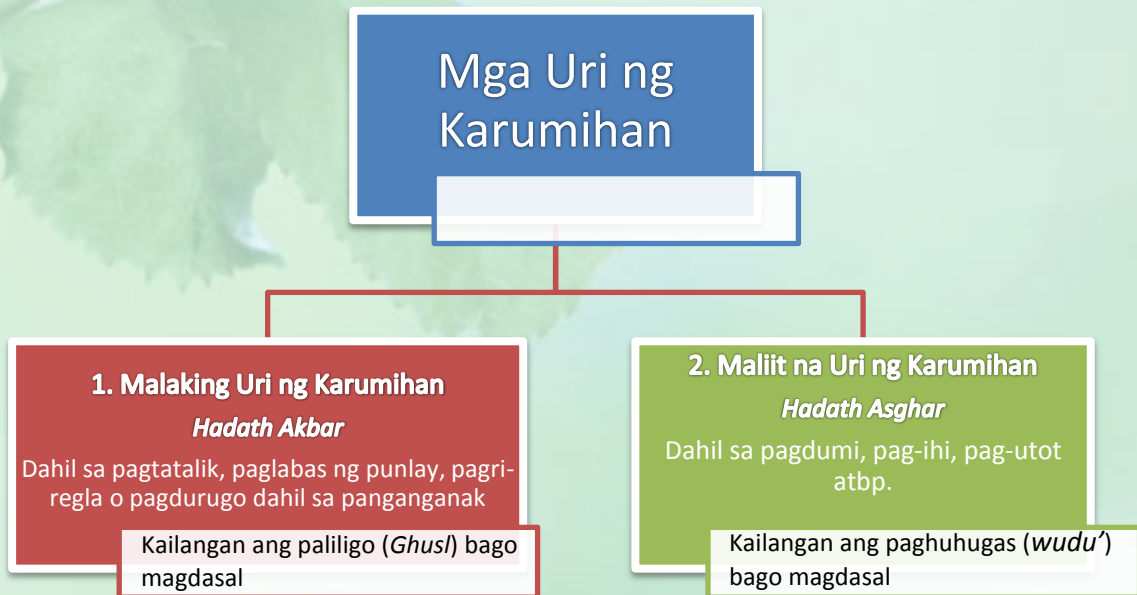 Mga Uri ng
Karumihan
1. Malaking Uri ng Karumihan
Hadath Akbar
Dahil sa pagtatalik, paglabas ng punlay, pagri-
regla o pagdurugo dahil sa panganganak
Kailangan ang paliligo (Ghusl) bago
magdasal
2. Maliit na Uri ng Karumihan
Hadath Asghar
Dahil sa pagdumi, pag-ihi, pag-utot
atbp.
Kailangan ang paghuhugas (wudu’)
bago magdasal